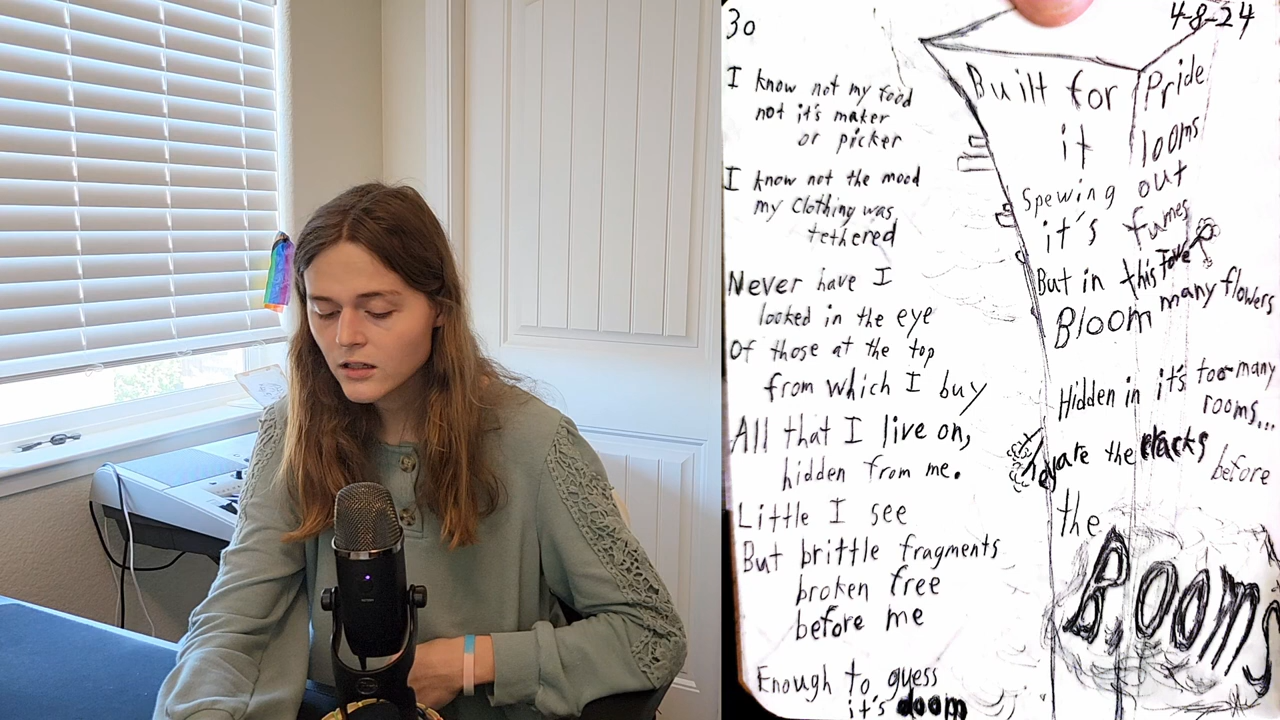 30
4-8-24
I know not my food
not it's maker
or picker
I know not the mood
my clothing was
tethered
Never have I
looked in the eye
Of those at the top
from which I buy
All that I live on,
hidden from me.
Little I see
But brittle fragments
broken free
before me
Enough to guess
it's doom
Built for Pride
it looms
Spewing out
it's fumes
But in this
Bloom many flowers
Hidden in it's too many
rooms...
They are the cracks before
the
Booms